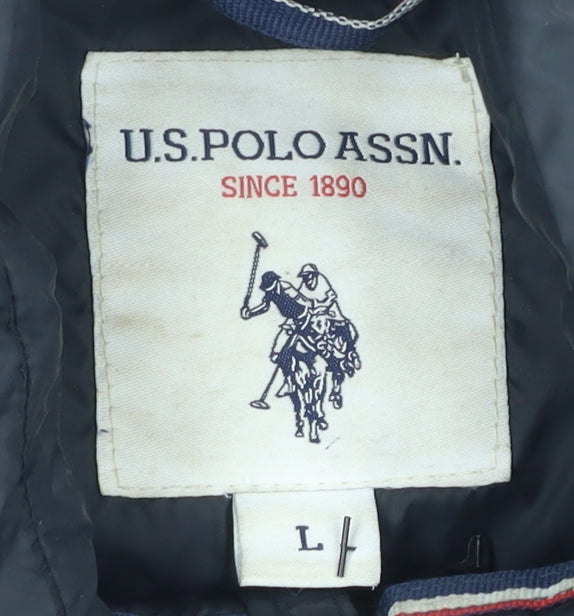 U.S. POLO ASSN.
SINCE 1890
L